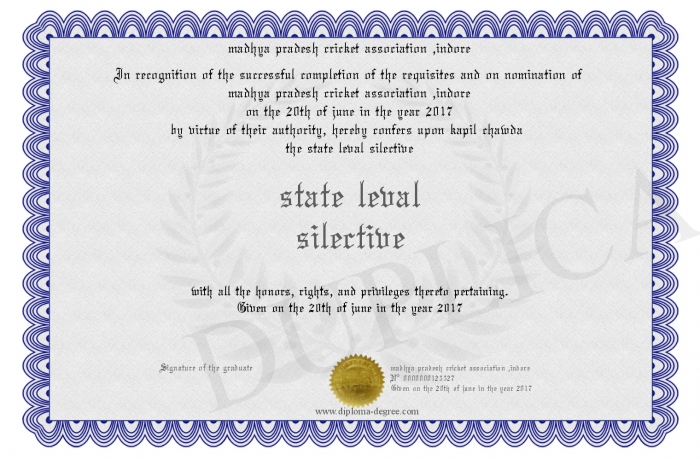 madhya pradesh cricket association ,indore
In recognition of the successful completion of the requisites and on nomination of
madhya pradesh cricket association ,indore
on the 20th of june in the year 2017
by virtue of their authority, hereby confers upon kapil chawda
the state leval silective
state leval
silective
with all the honors, rights, and privileges thereto pertaining.
Given on the 20th of june in the year 2017
DUPLICA
Signature of the graduate
madhya pradesh cricket association ,indore
N° 0000000123327
Given on the 20th of june in the year 2017
www.diploma-degree.com